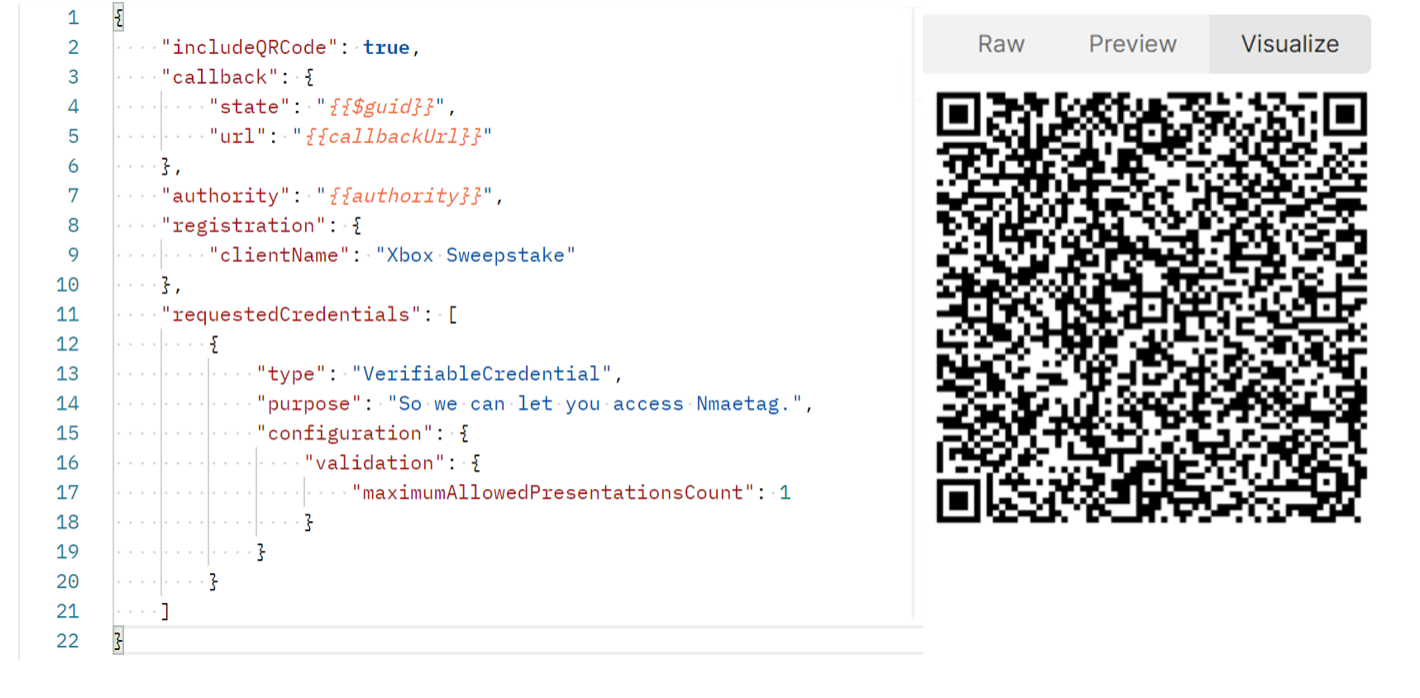 1 {
2 "includeQRCode": true,
3 "callback": {
4 "state": "{{$guid}}",
5 "url": "{{callbackUrl}}"
6 },
7 "authority": "{{authority}}",
8 "registration": {
9 "clientName": "Xbox Sweepstake"
10 },
11 "requestedCredentials": [
12 {
13 "type": "VerifiableCredential",
14 "purpose": "So we can let you access Nmaetag.",
15 "configuration": {
16 "validation": {
17 "maximumAllowedPresentationsCount": 1
18 }
19 }
20 }
21 ]
22 }
Raw Preview Visualize